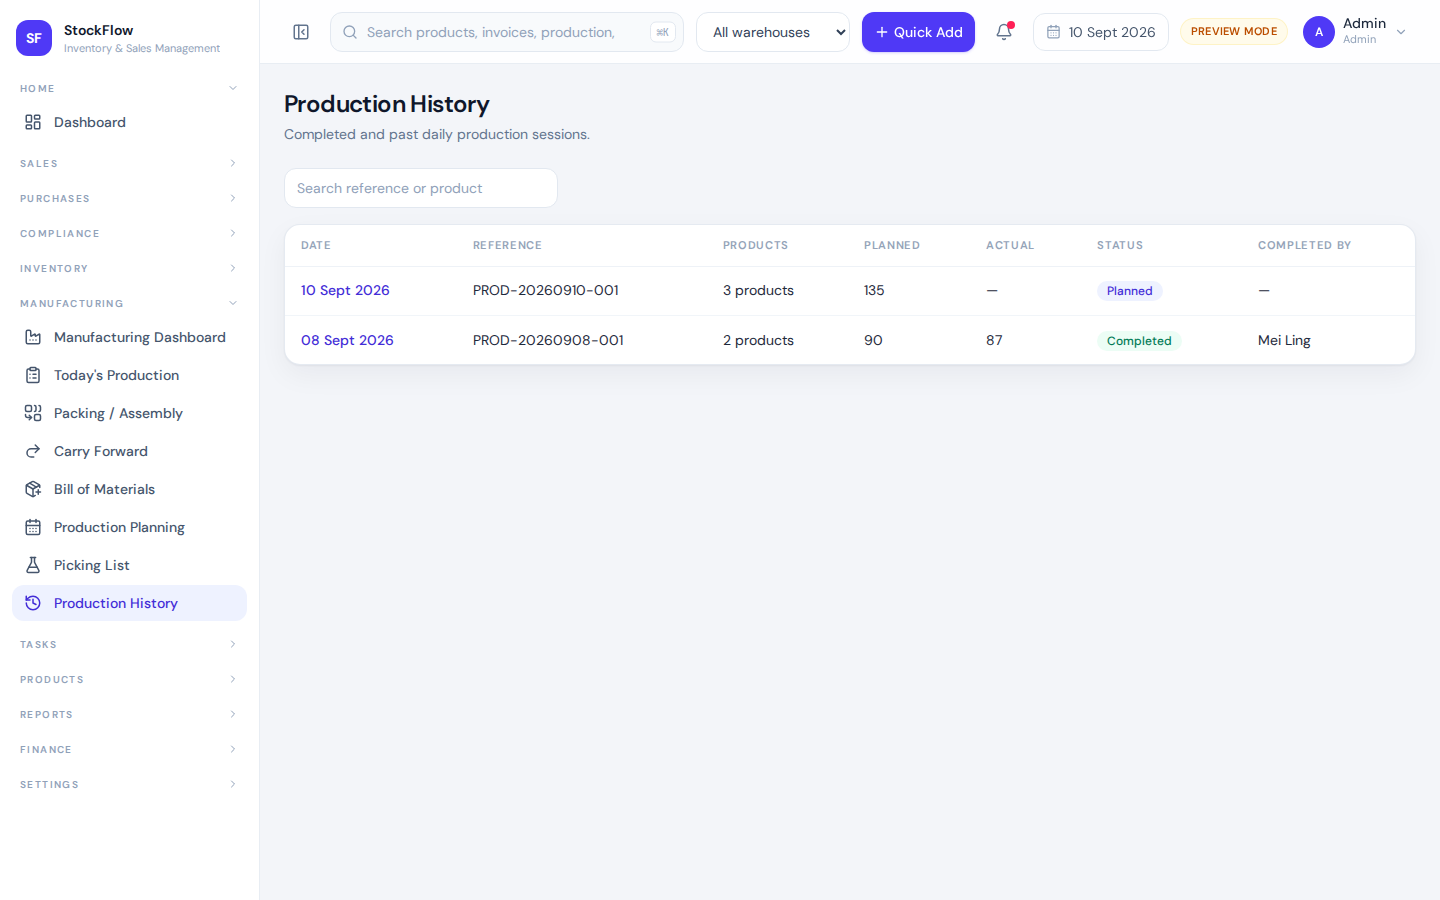 SF
StockFlow
Inventory & Sales Management
HOME
Dashboard
SALES
PURCHASES
COMPLIANCE
INVENTORY
MANUFACTURING
Manufacturing Dashboard
Today's Production
Packing / Assembly
Carry Forward
Bill of Materials
Production Planning
Picking List
Production History
TASKS
PRODUCTS
REPORTS
FINANCE
SETTINGS
Search products, invoices, production,
⌘K
All warehouses
+ Quick Add
10 Sept 2026
PREVIEW MODE
A
Admin
Admin
Production History
Completed and past daily production sessions.
Search reference or product
DATE REFERENCE PRODUCTS PLANNED ACTUAL STATUS COMPLETED BY
10 Sept 2026 PROD-20260910-001 3 products 135 — Planned —
08 Sept 2026 PROD-20260908-001 2 products 90 87 Completed Mei Ling